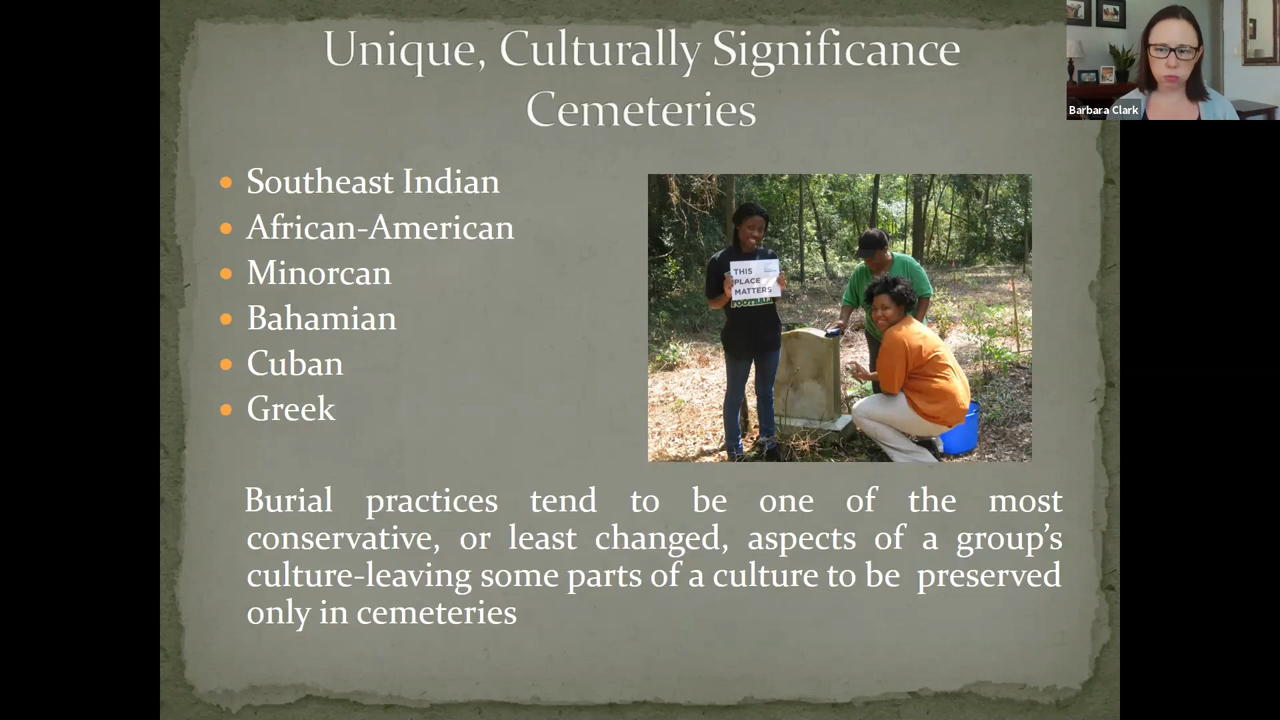 Unique, Culturally Significance
Cemeteries
Barbara Clark
• Southeast Indian
• African-American
• Minorcan
• Bahamian
• Cuban
• Greek
THIS
PLACE
MATTERS
Burial practices tend to be one of the most
conservative, or least changed, aspects of a group’s
culture-leaving some parts of a culture to be preserved
only in cemeteries